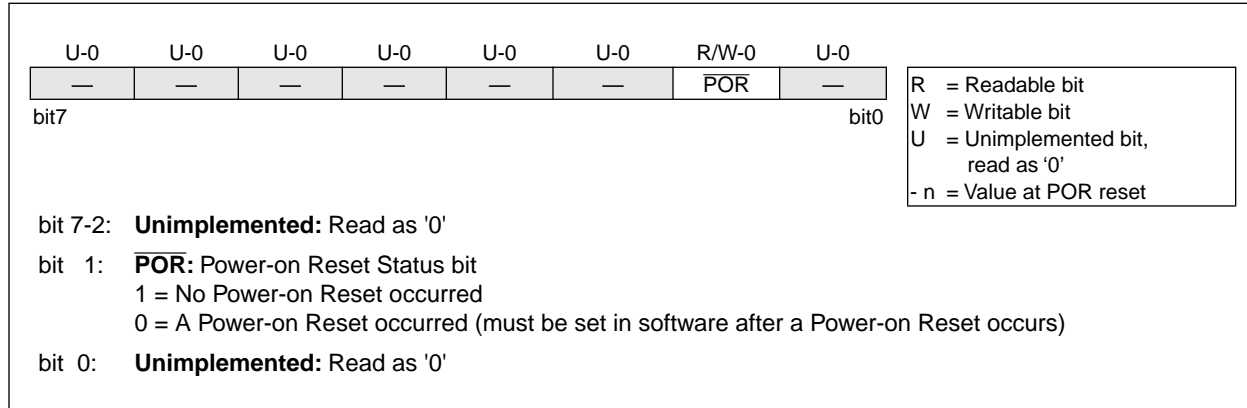 U-0 U-0 U-0 U-0 U-0 U-0 R/W-0 U-0
— — — — — — P̅O̅R̅ —
bit7 bit0
R = Readable bit
W = Writable bit
U = Unimplemented bit,
read as ‘0’
- n = Value at POR reset
bit 7-2: Unimplemented: Read as '0'
bit 1: P̅O̅R̅: Power-on Reset Status bit
1 = No Power-on Reset occurred
0 = A Power-on Reset occurred (must be set in software after a Power-on Reset occurs)
bit 0: Unimplemented: Read as '0'